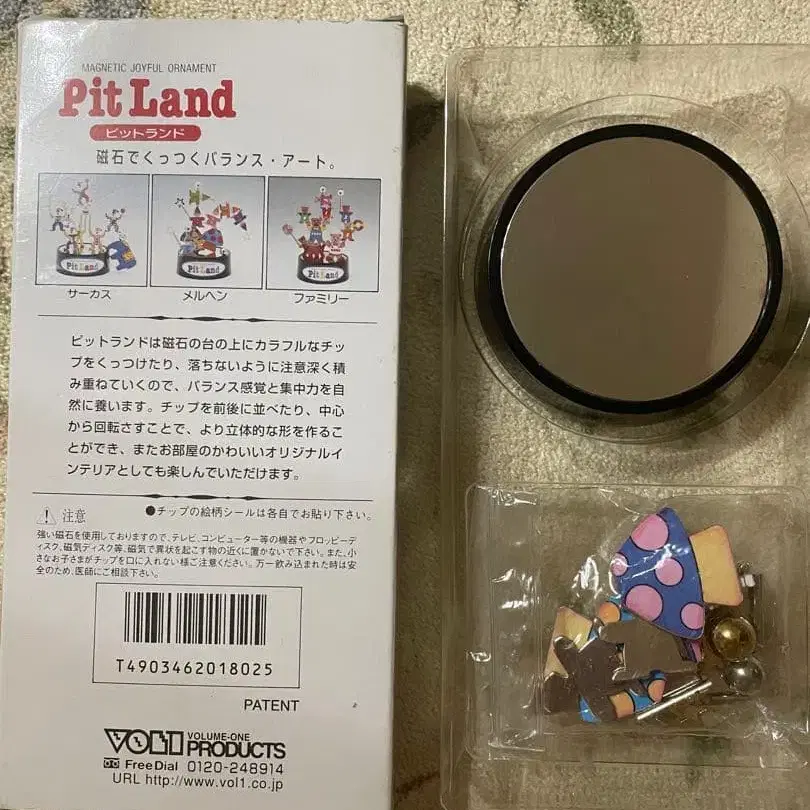 MAGNETIC JOYFUL ORNAMENT
Pit Land
ピットランド
磁石でくっつくバランス・アート。
Pit Land
Pit Land
Pit Land
サーカス
メルヘン
ファミリー
ピットランドは磁石の台の上にカラフルなチッ
プをくっつけたり、落ちないように注意深く積
み重ねていくので、バランス感覚と集中力を自
然に養います。チップを前後に並べたり、中心
から回転さすことで、より立体的な形を作るこ
とができ、またお部屋のかわいいオリジナルイ
ンテリアとしても楽しんでいただけます。
注意
●チップの絵柄シールは各自でお貼り下さい。
強い磁石を使用しておりますので、テレビ、コンピューター等の機器やフロッピーデ
ィスク、磁気ディスク等、磁気で異状を起こす物の近くに置かないで下さい。また、小
さなお子さまがチップを口に入れない様ご注意ください。万一飲み込まれた時は安
全のため、医師にご相談下さい。
T4903462018025
PATENT
VOL1 VOLUME-ONE
PRODUCTS
Free Dial 0120-248914
URL http://www.vol1.co.jp